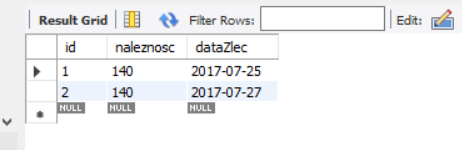 Result Grid Filter Rows: Edit:
id naleznosc dataZlec
1 140 2017-07-25
2 140 2017-07-27
NULL NULL NULL